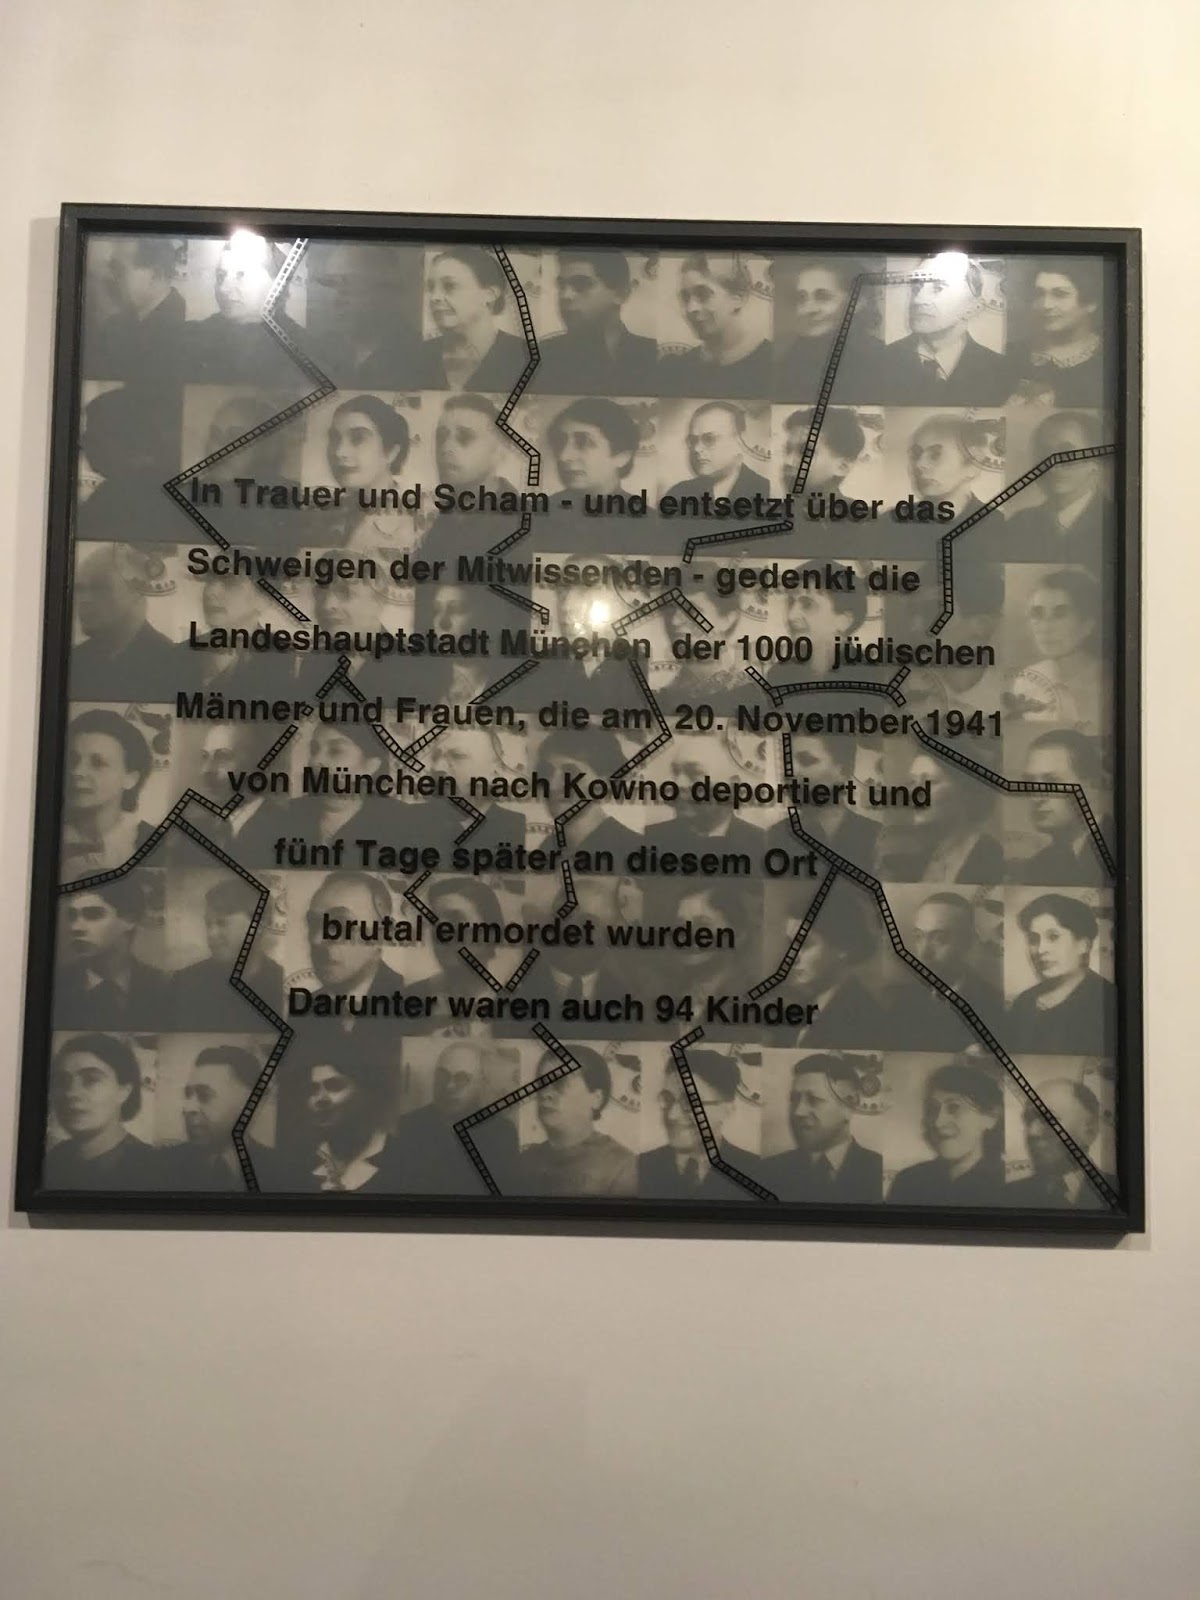 In Trauer und Scham - und entsetzt über das
Schweigen der Mitwissenden - gedenkt die
Landeshauptstadt München der 1000 jüdischen
Männer und Frauen, die am 20. November 1941
von München nach Kowno deportiert und
fünf Tage später an diesem Ort
brutal ermordet wurden
Darunter waren auch 94 Kinder